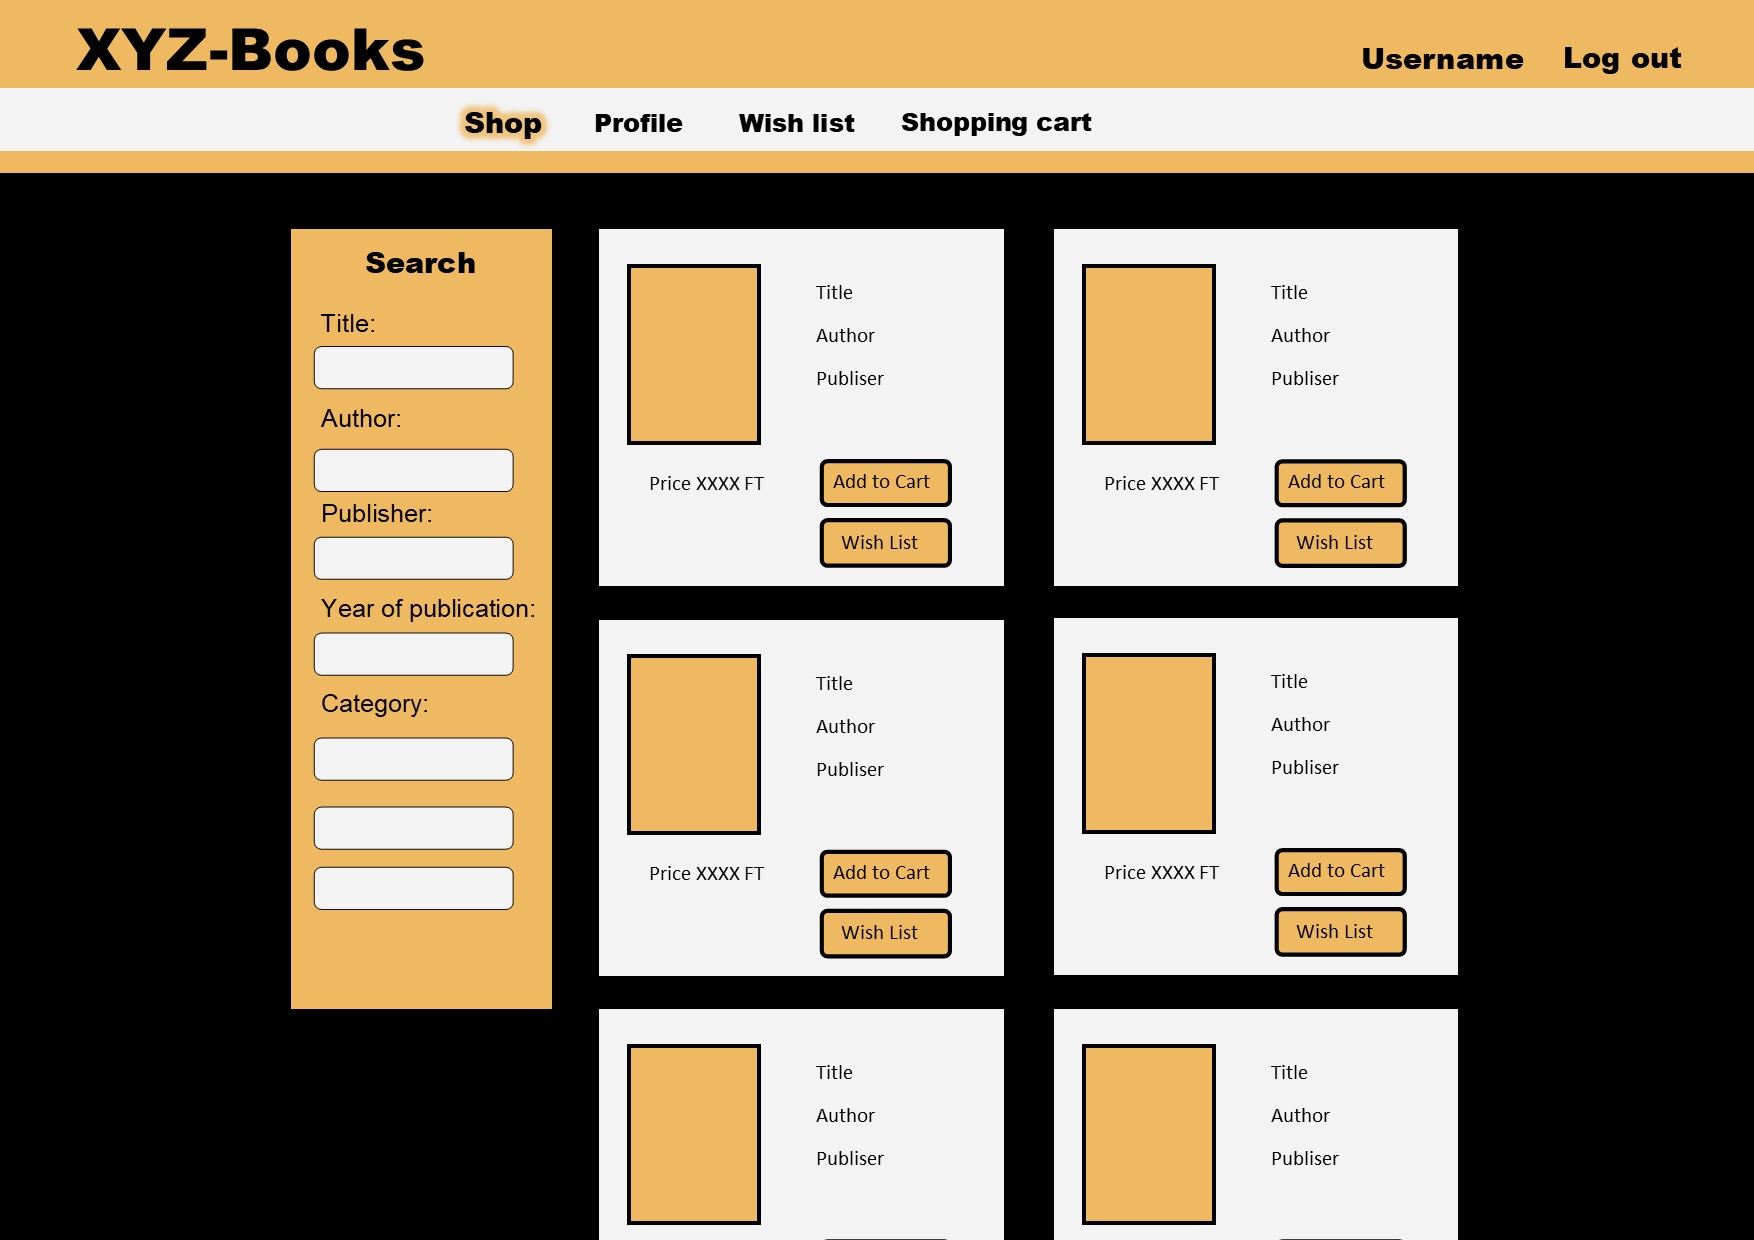 XYZ-Books
Username
Log out
Shop
Profile
Wish list
Shopping cart
Search
Title:
Author:
Publisher:
Year of publication:
Category:
Title
Author
Publiser
Price XXXX FT
Add to Cart
Wish List
Title
Author
Publiser
Price XXXX FT
Add to Cart
Wish List
Title
Author
Publiser
Price XXXX FT
Add to Cart
Wish List
Title
Author
Publiser
Price XXXX FT
Add to Cart
Wish List
Title
Author
Publiser
Title
Author
Publiser